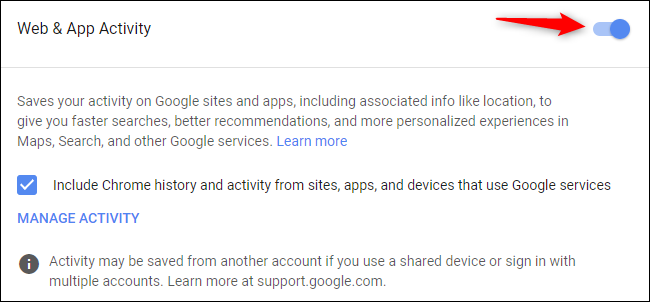 Web & App Activity
Saves your activity on Google sites and apps, including associated info like location, to
give you faster searches, better recommendations, and more personalized experiences in
Maps, Search, and other Google services. Learn more
Include Chrome history and activity from sites, apps, and devices that use Google services
MANAGE ACTIVITY
Activity may be saved from another account if you use a shared device or sign in with
multiple accounts. Learn more at support.google.com.